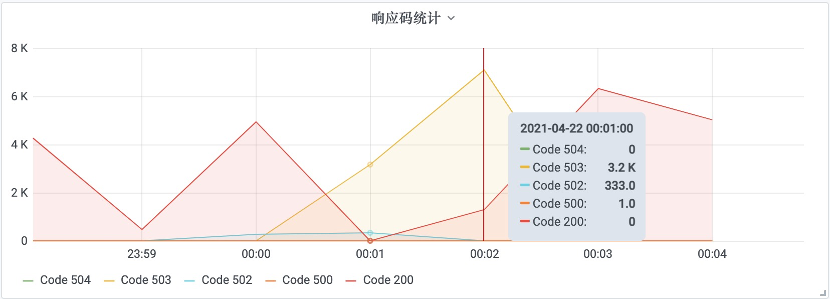 响应码统计
8 K
6 K
4 K
2 K
0
2021-04-22 00:01:00
Code 504: 0
Code 503: 3.2 K
Code 502: 333.0
Code 500: 1.0
Code 200: 0
23:59 00:00 00:01 00:02 00:03 00:04
Code 504 Code 503 Code 502 Code 500 Code 200